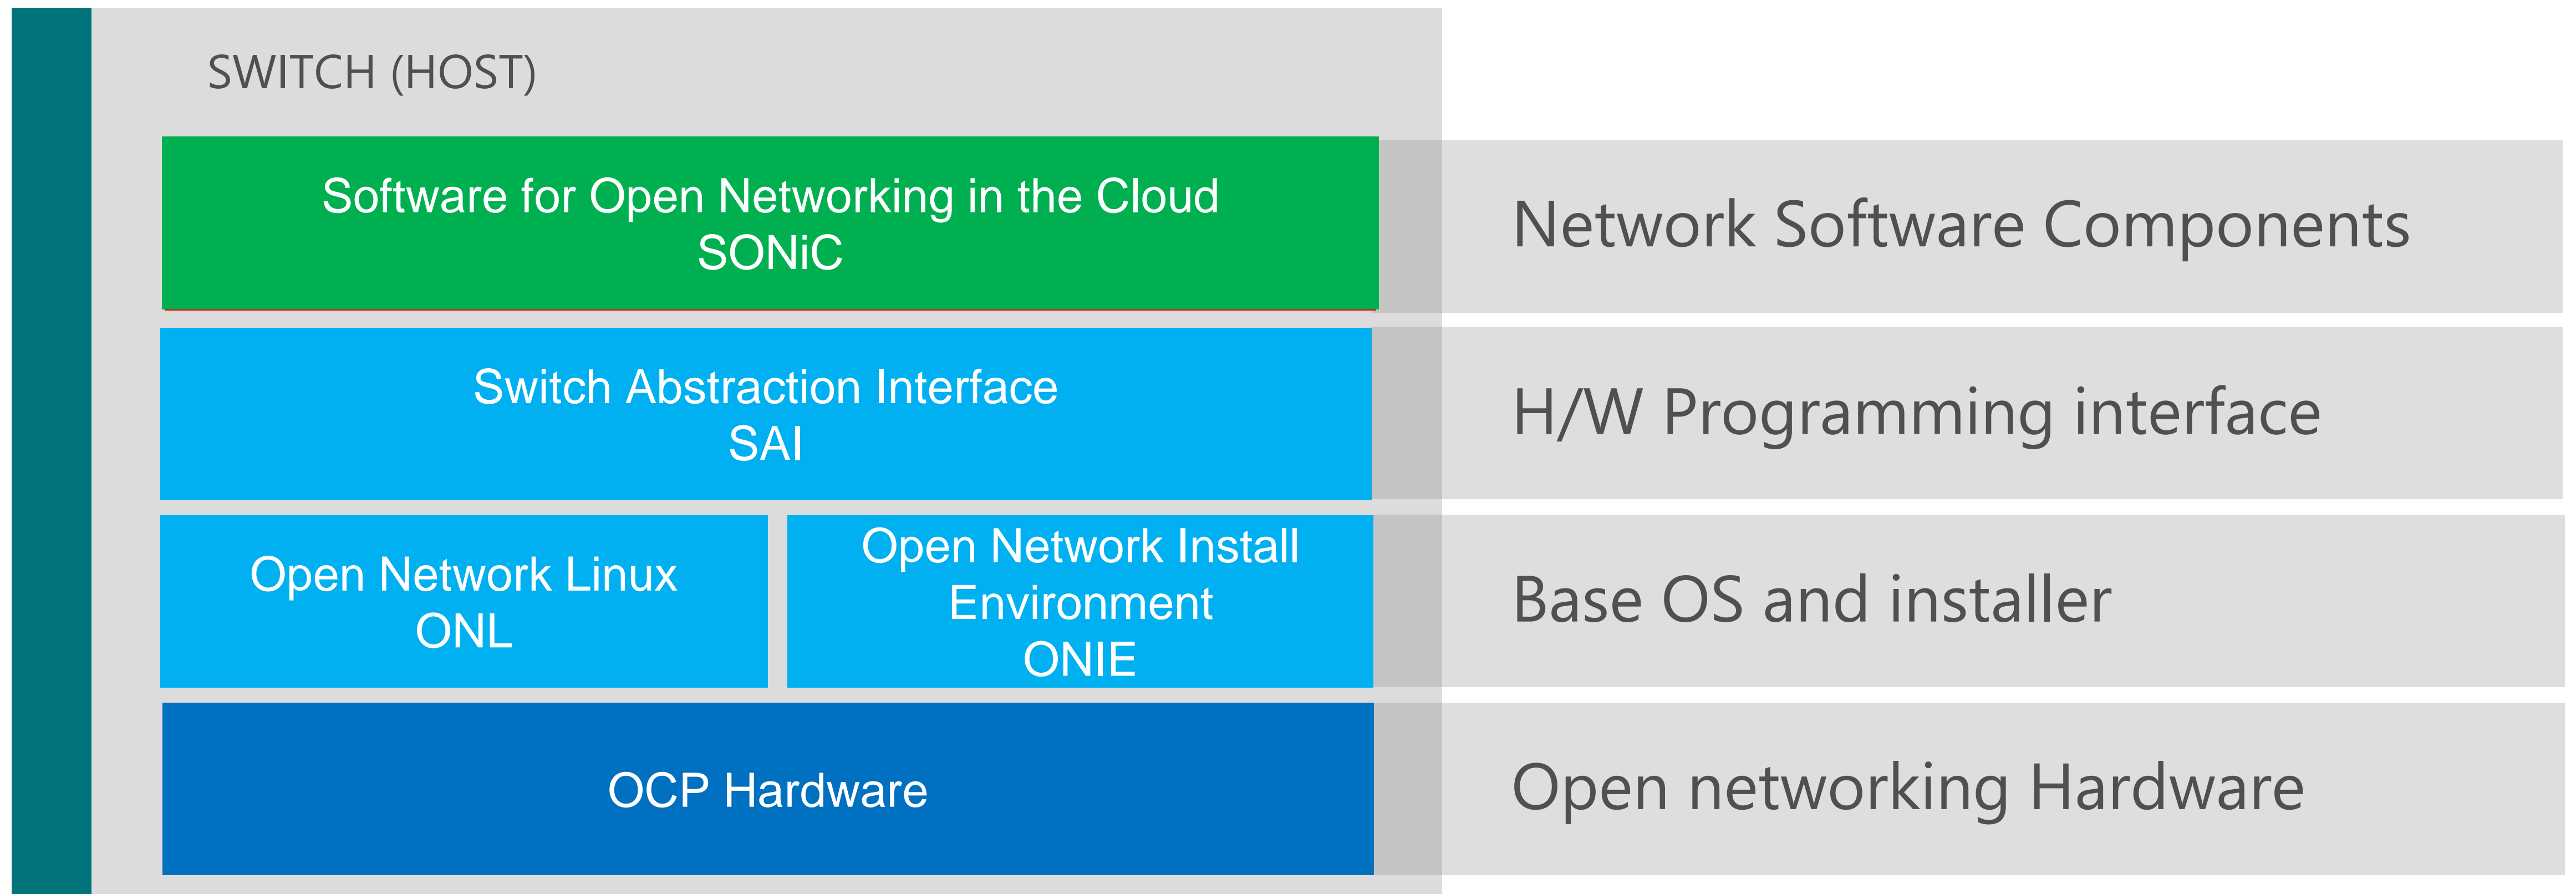 SWITCH (HOST)
Software for Open Networking in the Cloud
SONiC
Network Software Components
Switch Abstraction Interface
SAI
H/W Programming interface
Open Network Linux
ONL
Open Network Install
Environment
ONIE
Base OS and installer
OCP Hardware
Open networking Hardware